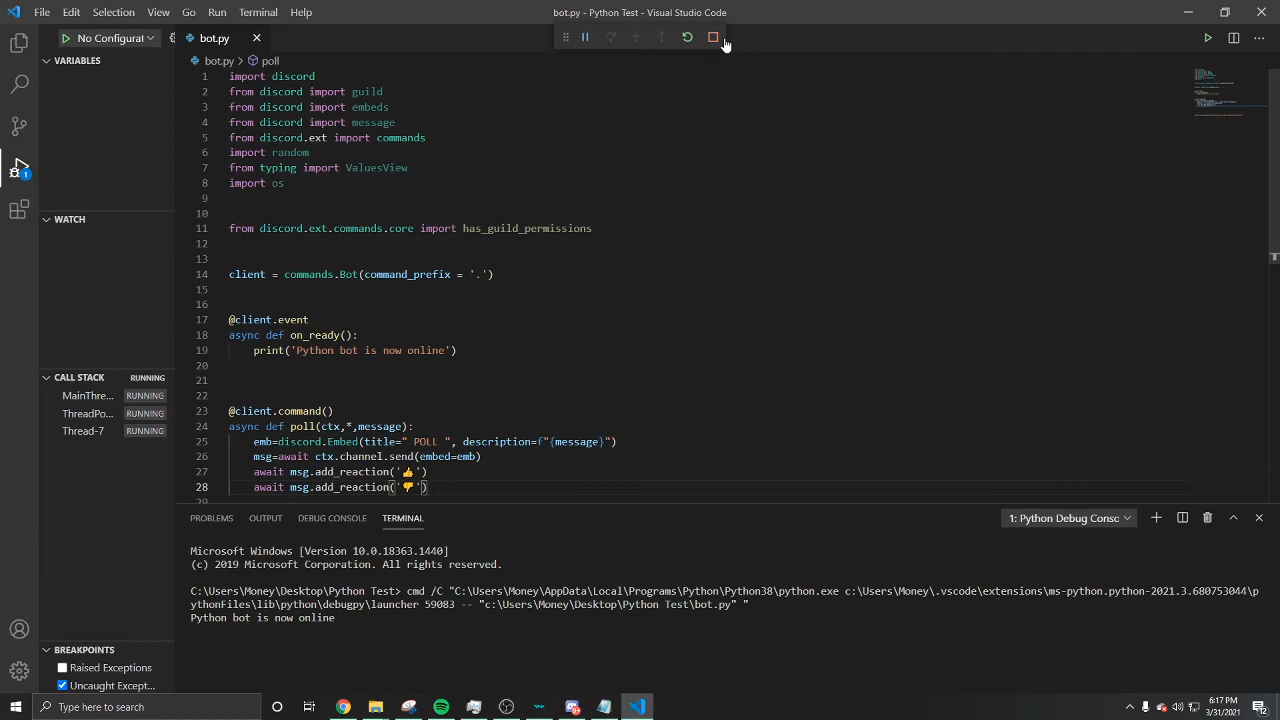 File Edit Selection View Go Run Terminal Help
bot.py - Python Test - Visual Studio Code
No Configurat
bot.py
bot.py > poll
VARIABLES
WATCH
CALL STACK RUNNING
MainThre... RUNNING
ThreadPo... RUNNING
Thread-7 RUNNING
BREAKPOINTS
Raised Exceptions
Uncaught Except...
1
1 import discord
2 from discord import guild
3 from discord import embeds
4 from discord import message
5 from discord.ext import commands
6 import random
7 from typing import ValuesView
8 import os
9
10
11 from discord.ext.commands.core import has_guild_permissions
12
13
14 client = commands.Bot(command_prefix = '.')
15
16
17 @client.event
18 async def on_ready():
19 print('Python bot is now online')
20
21
22
23 @client.command()
24 async def poll(ctx,*,message):
25 emb=discord.Embed(title=" POLL ", description=f"{message}")
26 msg=await ctx.channel.send(embed=emb)
27 await msg.add_reaction('👍')
28 await msg.add_reaction('👎')
29
PROBLEMS OUTPUT DEBUG CONSOLE TERMINAL
1: Python Debug Conso
Microsoft Windows [Version 10.0.18363.1440]
(c) 2019 Microsoft Corporation. All rights reserved.
C:\Users\Money\Desktop\Python Test> cmd /C "C:\Users\Money\AppData\Local\Programs\Python\Python38\python.exe c:\Users\Money\.vscode\extensions\ms-python.python-2021.3.680753044\p
ythonFiles\lib\python\debugpy\launcher 59083 -- "c:\Users\Money\Desktop\Python Test\bot.py" "
Python bot is now online
Type here to search
6:17 PM
3/31/2021